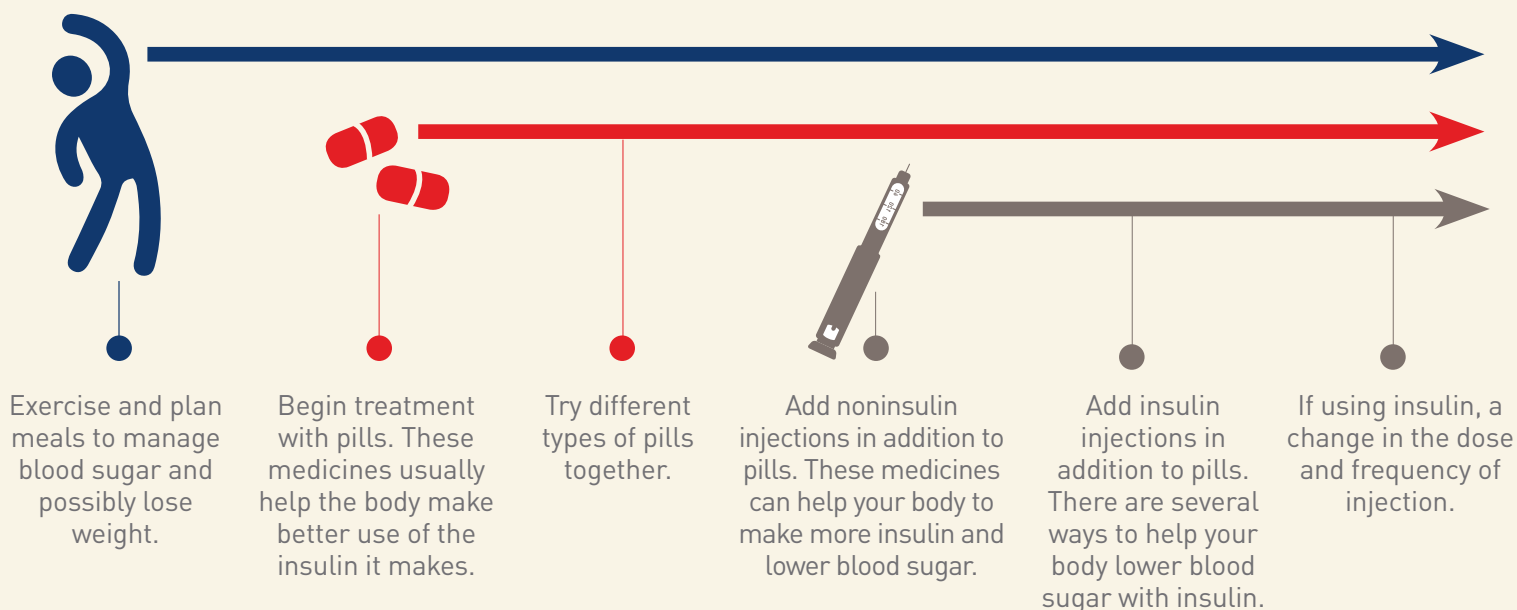 Exercise and plan
meals to manage
blood sugar and
possibly lose
weight.
Begin treatment
with pills. These
medicines usually
help the body make
better use of the
insulin it makes.
Try different
types of pills
together.
Add noninsulin
injections in addition to
pills. These medicines
can help your body to
make more insulin and
lower blood sugar.
Add insulin
injections in
addition to pills.
There are several
ways to help your
body lower blood
sugar with insulin.
If using insulin, a
change in the dose
and frequency of
injection.